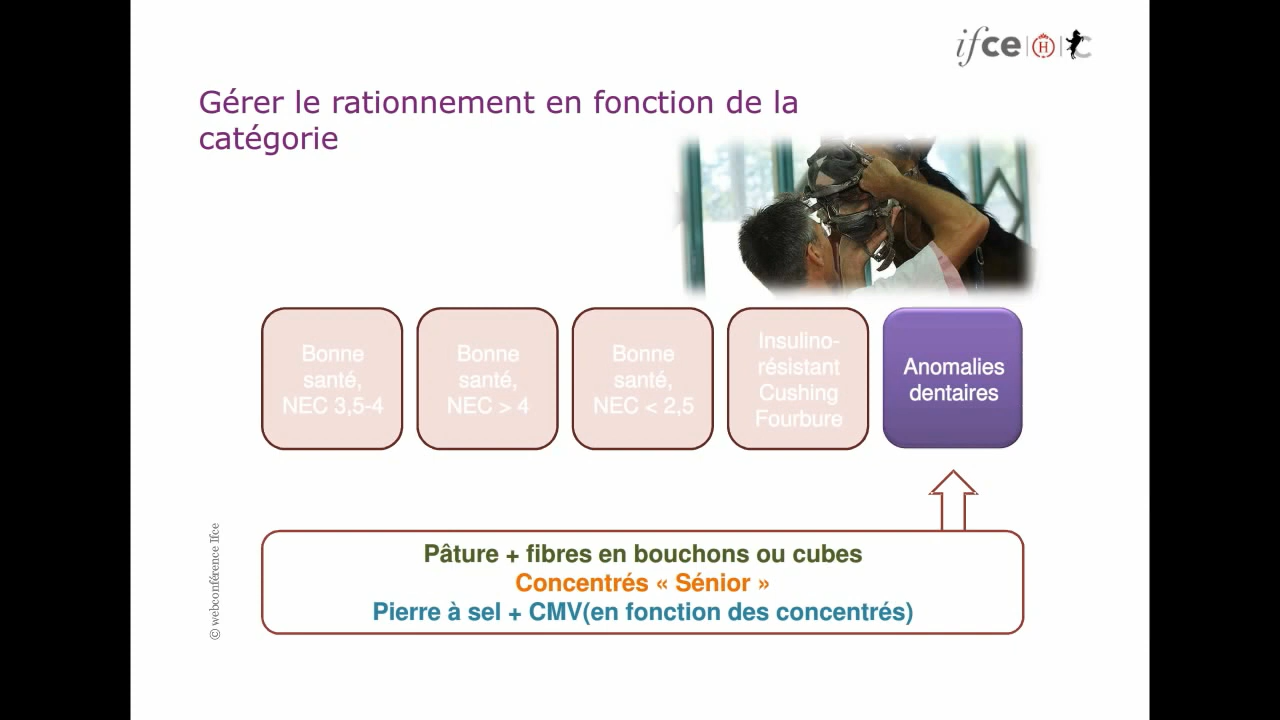 ifce H
Gérer le rationnement en fonction de la
catégorie
Bonne
santé,
NEC 3,5-4
Bonne
santé,
NEC > 4
Bonne
santé,
NEC < 2,5
Insulino-
résistant
Cushing
Fourbure
Anomalies
dentaires
Pâture + fibres en bouchons ou cubes
Concentrés « Sénior »
Pierre à sel + CMV(en fonction des concentrés)
© webconférence Ifce